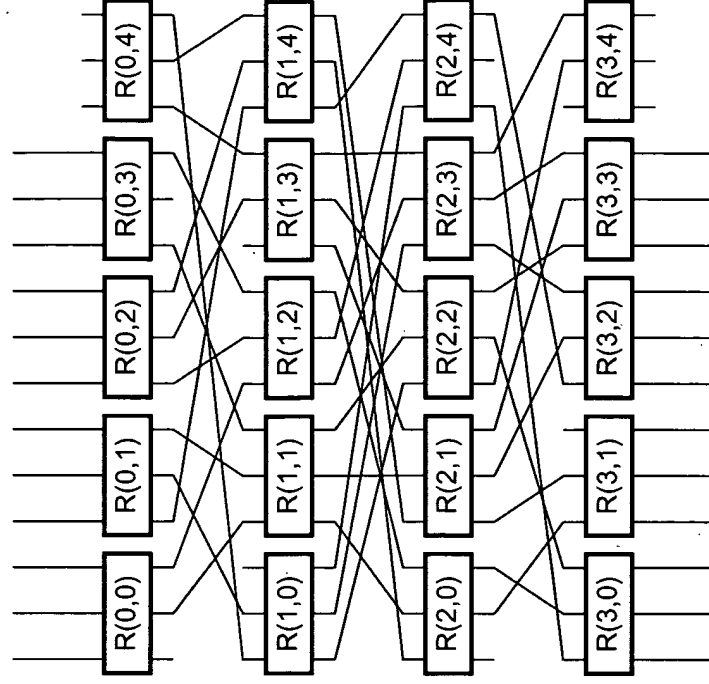 R(0,4) R(1,4) R(2,4) R(3,4)
R(0,3) R(1,3) R(2,3) R(3,3)
R(0,2) R(1,2) R(2,2) R(3,2)
R(0,1) R(1,1) R(2,1) R(3,1)
R(0,0) R(1,0) R(2,0) R(3,0)